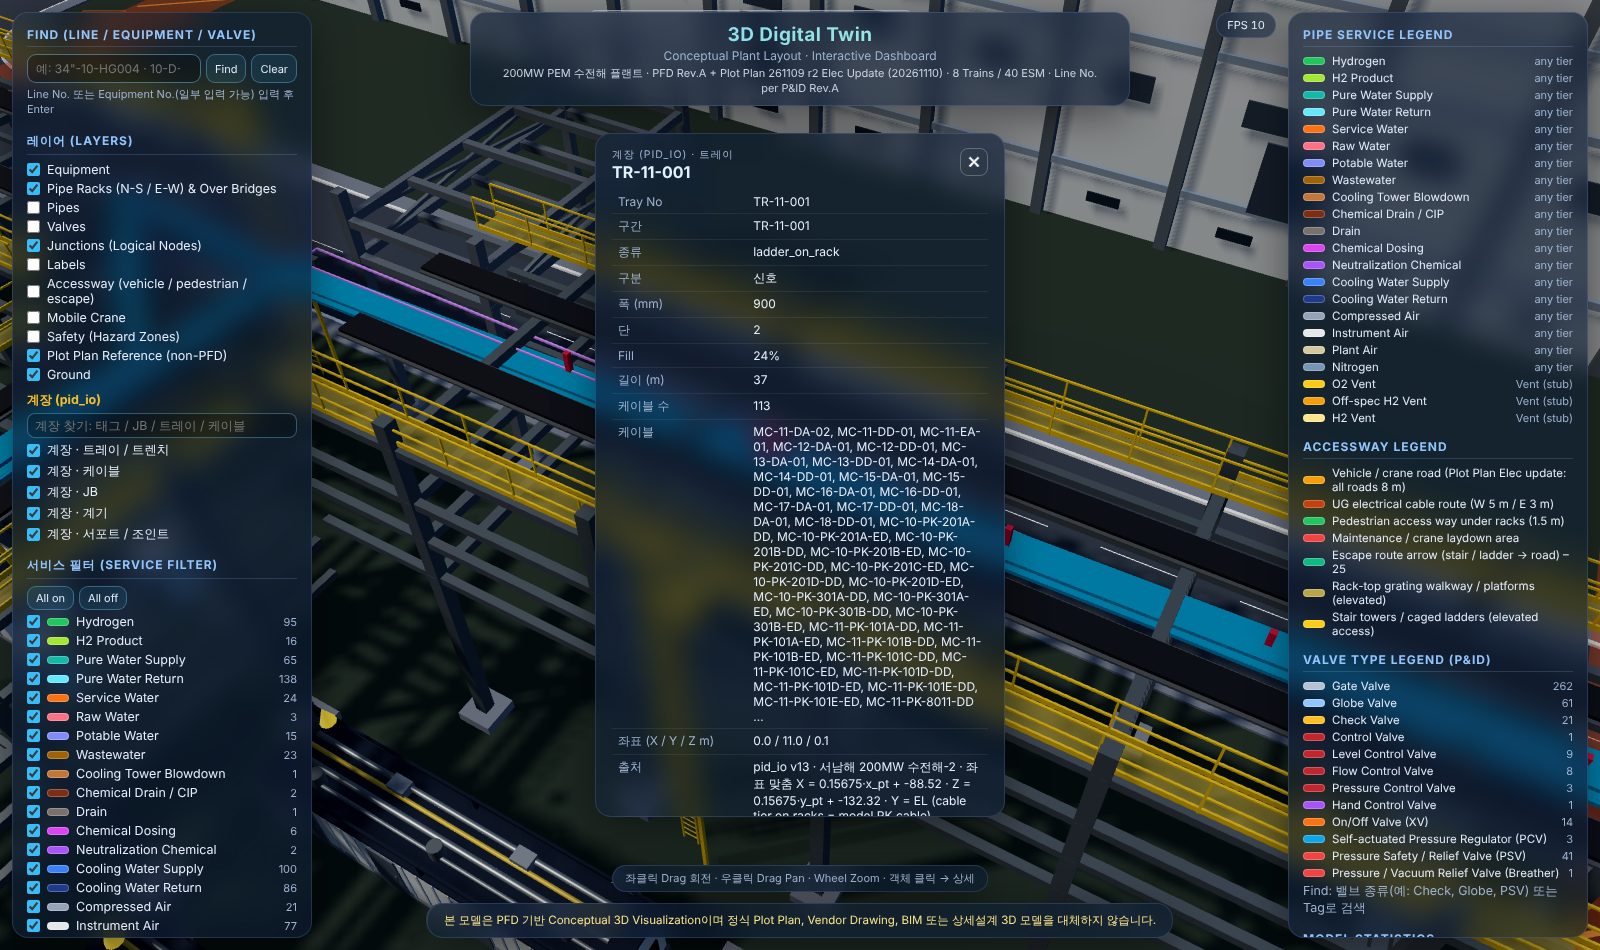 FIND (LINE / EQUIPMENT / VALVE)
예: 34"-10-HG004 · 10-D-
Find
Clear
Line No. 또는 Equipment No.(일부 입력 가능) 입력 후
Enter
레이어 (LAYERS)
Equipment
Pipe Racks (N-S / E-W) & Over Bridges
Pipes
Valves
Junctions (Logical Nodes)
Labels
Accessway (vehicle / pedestrian /
escape)
Mobile Crane
Safety (Hazard Zones)
Plot Plan Reference (non-PFD)
Ground
계장 (pid_io)
계장 찾기: 태그 / JB / 트레이 / 케이블
계장 · 트레이 / 트렌치
계장 · 케이블
계장 · JB
계장 · 계기
계장 · 서포트 / 조인트
서비스 필터 (SERVICE FILTER)
All on
All off
Hydrogen 95
H2 Product 16
Pure Water Supply 65
Pure Water Return 138
Service Water 24
Raw Water 3
Potable Water 15
Wastewater 23
Cooling Tower Blowdown 1
Chemical Drain / CIP 2
Drain 1
Chemical Dosing 6
Neutralization Chemical 2
Cooling Water Supply 100
Cooling Water Return 86
Compressed Air 21
Instrument Air 77
3D Digital Twin
Conceptual Plant Layout · Interactive Dashboard
200MW PEM 수전해 플랜트 · PFD Rev.A + Plot Plan 261109 r2 Elec Update (20261110) · 8 Trains / 40 ESM · Line No.
per P&ID Rev.A
FPS 10
계장 (PID_IO) · 트레이
TR-11-001
✕
Tray No TR-11-001
구간 TR-11-001
종류 ladder_on_rack
구분 신호
폭 (mm) 900
단 2
Fill 24%
길이 (m) 37
케이블 수 113
케이블 MC-11-DA-02, MC-11-DD-01, MC-11-EA-
01, MC-12-DA-01, MC-12-DD-01, MC-
13-DA-01, MC-13-DD-01, MC-14-DA-01,
MC-14-DD-01, MC-15-DA-01, MC-15-
DD-01, MC-16-DA-01, MC-16-DD-01,
MC-17-DA-01, MC-17-DD-01, MC-18-
DA-01, MC-18-DD-01, MC-10-PK-201A-
DD, MC-10-PK-201A-ED, MC-10-PK-
201B-DD, MC-10-PK-201B-ED, MC-10-
PK-201C-DD, MC-10-PK-201C-ED, MC-
10-PK-201D-DD, MC-10-PK-201D-ED,
MC-10-PK-301A-DD, MC-10-PK-301A-
ED, MC-10-PK-301B-DD, MC-10-PK-
301B-ED, MC-11-PK-101A-DD, MC-11-
PK-101A-ED, MC-11-PK-101B-DD, MC-11-
PK-101B-ED, MC-11-PK-101C-DD, MC-
11-PK-101C-ED, MC-11-PK-101D-DD,
MC-11-PK-101D-ED, MC-11-PK-101E-DD,
MC-11-PK-101E-ED, MC-11-PK-8011-DD
...
좌표 (X / Y / Z m) 0.0 / 11.0 / 0.1
출처 pid_io v13 · 서남해 200MW 수전해-2 · 좌
표 맞춤 X = 0.15675·x_pt + -88.52 · Z =
0.15675·y_pt + -132.32 · Y = EL (cable
tier on racks = model RK cable)
좌클릭 Drag 회전 · 우클릭 Drag Pan · Wheel Zoom · 객체 클릭 → 상세
본 모델은 PFD 기반 Conceptual 3D Visualization이며 정식 Plot Plan, Vendor Drawing, BIM 또는 상세설계 3D 모델을 대체하지 않습니다.
PIPE SERVICE LEGEND
Hydrogen any tier
H2 Product any tier
Pure Water Supply any tier
Pure Water Return any tier
Service Water any tier
Raw Water any tier
Potable Water any tier
Wastewater any tier
Cooling Tower Blowdown any tier
Chemical Drain / CIP any tier
Drain any tier
Chemical Dosing any tier
Neutralization Chemical any tier
Cooling Water Supply any tier
Cooling Water Return any tier
Compressed Air any tier
Instrument Air any tier
Plant Air any tier
Nitrogen any tier
O2 Vent Vent (stub)
Off-spec H2 Vent Vent (stub)
H2 Vent Vent (stub)
ACCESSWAY LEGEND
Vehicle / crane road (Plot Plan Elec update:
all roads 8 m)
UG electrical cable route (W 5 m / E 3 m)
Pedestrian access way under racks (1.5 m)
Maintenance / crane laydown area
Escape route arrow (stair / ladder → road) –
25
Rack-top grating walkway / platforms
(elevated)
Stair towers / caged ladders (elevated
access)
VALVE TYPE LEGEND (P&ID)
Gate Valve 262
Globe Valve 61
Check Valve 21
Control Valve 1
Level Control Valve 9
Flow Control Valve 8
Pressure Control Valve 3
Hand Control Valve 1
On/Off Valve (XV) 14
Self-actuated Pressure Regulator (PCV) 3
Pressure Safety / Relief Valve (PSV) 41
Pressure / Vacuum Relief Valve (Breather) 1
Find: 밸브 종류(예: Check, Globe, PSV) 또는
Tag로 검색
MODEL STATISTICS